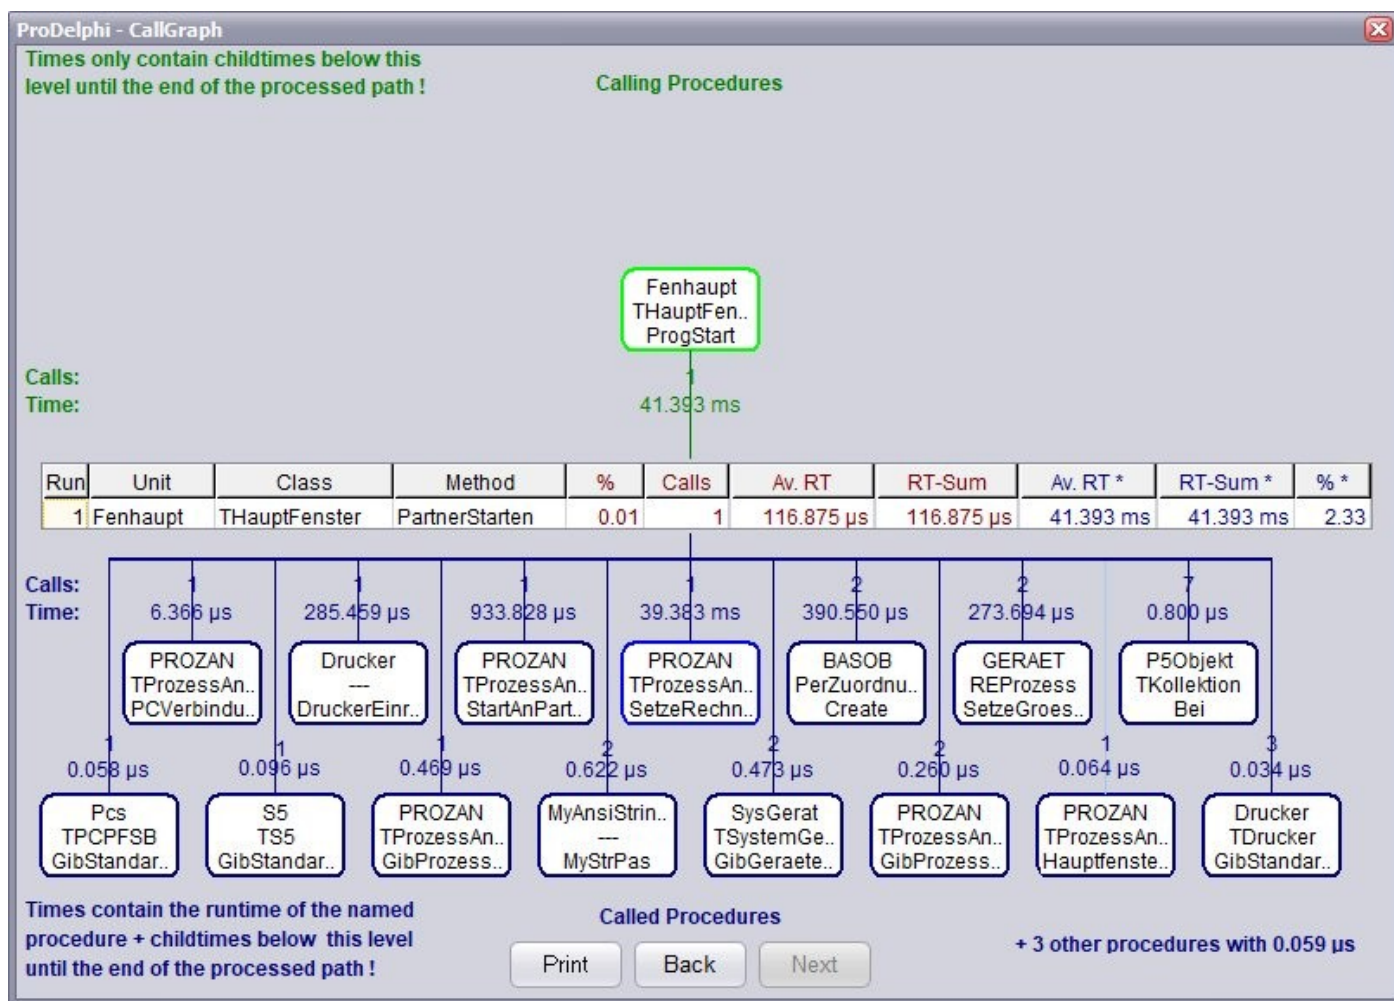 ProDelphi - CallGraph
Times only contain childtimes below this
level until the end of the processed path !
Calling Procedures
Fenhaupt
THauptFen..
ProgStart
Calls: 1
Time: 41.393 ms
Run Unit Class Method % Calls Av. RT RT-Sum Av. RT * RT-Sum * % *
1 Fenhaupt THauptFenster PartnerStarten 0.01 1 116.875 µs 116.875 µs 41.393 ms 41.393 ms 2.33
Calls: 1 1 1 1 2 2 7
Time: 6.366 µs 285.459 µs 933.828 µs 39.383 ms 390.550 µs 273.694 µs 0.800 µs
PROZAN Drucker PROZAN PROZAN BASOB GERAET P5Objekt
TProzessAn.. --- TProzessAn.. TProzessAn.. PerZuordnu.. REProzess TKollektion
PCVerbindu.. DruckerEinr.. StartAnPart.. SetzeRechn.. Create SetzeGroes.. Bei
1 1 1 2 2 2 1 3
0.058 µs 0.096 µs 0.469 µs 0.622 µs 0.473 µs 0.260 µs 0.064 µs 0.034 µs
Pcs S5 PROZAN MyAnsiStrin.. SysGerat PROZAN PROZAN Drucker
TPCPFSB TS5 TProzessAn.. --- TSystemGe.. TProzessAn.. TProzessAn.. TDrucker
GibStandar.. GibStandar.. GibProzess.. MyStrPas GibGeraete.. GibProzess.. Hauptfenste.. GibStandar..
Times contain the runtime of the named
procedure + childtimes below this level
until the end of the processed path !
Called Procedures
Print Back Next
+ 3 other procedures with 0.059 µs